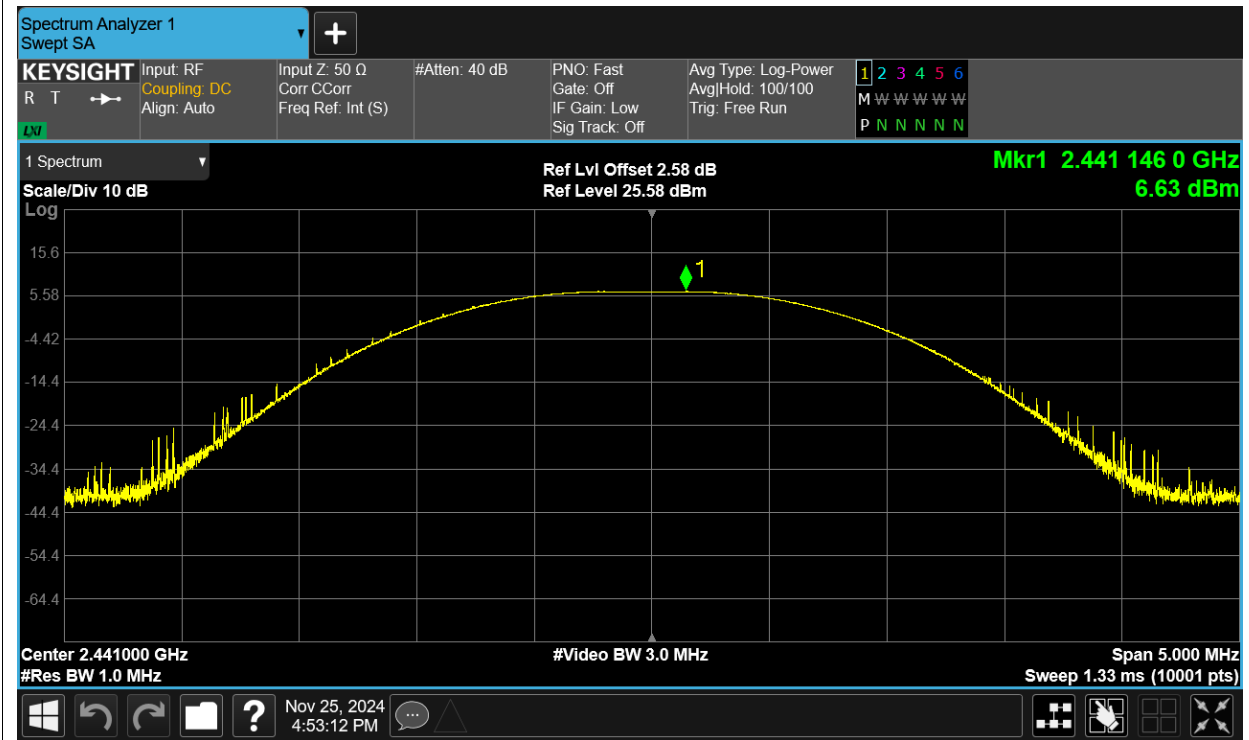 Spectrum Analyzer 1
Swept SA
KEYSIGHT
R T
LXI
Input: RF
Coupling: DC
Align: Auto
Input Z: 50 Ω
Corr CCorr
Freq Ref: Int (S)
#Atten: 40 dB
PNO: Fast
Gate: Off
IF Gain: Low
Sig Track: Off
Avg Type: Log-Power
Avg|Hold: 100/100
Trig: Free Run
1 2 3 4 5 6
M W W W W W
P N N N N N
1 Spectrum
Scale/Div 10 dB
Ref Lvl Offset 2.58 dB
Ref Level 25.58 dBm
Mkr1 2.441 146 0 GHz
6.63 dBm
Log
15.6
5.58
-4.42
-14.4
-24.4
-34.4
-44.4
-54.4
-64.4
1
Center 2.441000 GHz
#Video BW 3.0 MHz
Span 5.000 MHz
#Res BW 1.0 MHz
Sweep 1.33 ms (10001 pts)
?
Nov 25, 2024
4:53:12 PM